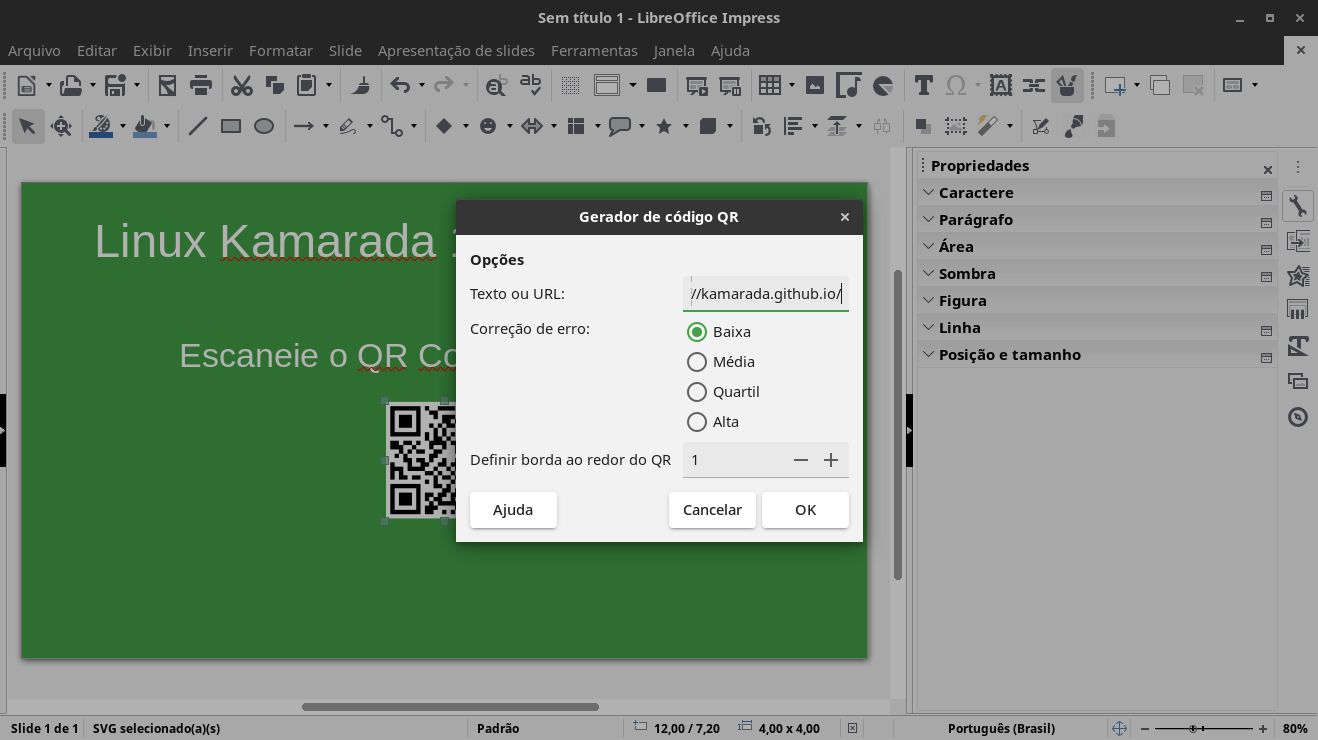 Sem título 1 - LibreOffice Impress
Arquivo Editar Exibir Inserir Formatar Slide Apresentação de slides Ferramentas Janela Ajuda
Propriedades
Caractere
Parágrafo
Área
Sombra
Figura
Linha
Posição e tamanho
Linux Kamarada
Escaneie o QR Co
Gerador de código QR
Opções
Texto ou URL: //kamarada.github.io/
Correção de erro: Baixa
Média
Quartil
Alta
Definir borda ao redor do QR 1
Ajuda Cancelar OK
Slide 1 de 1 SVG selecionado(a)(s) Padrão 12,00 / 7,20 4,00 x 4,00 Português (Brasil) 80%